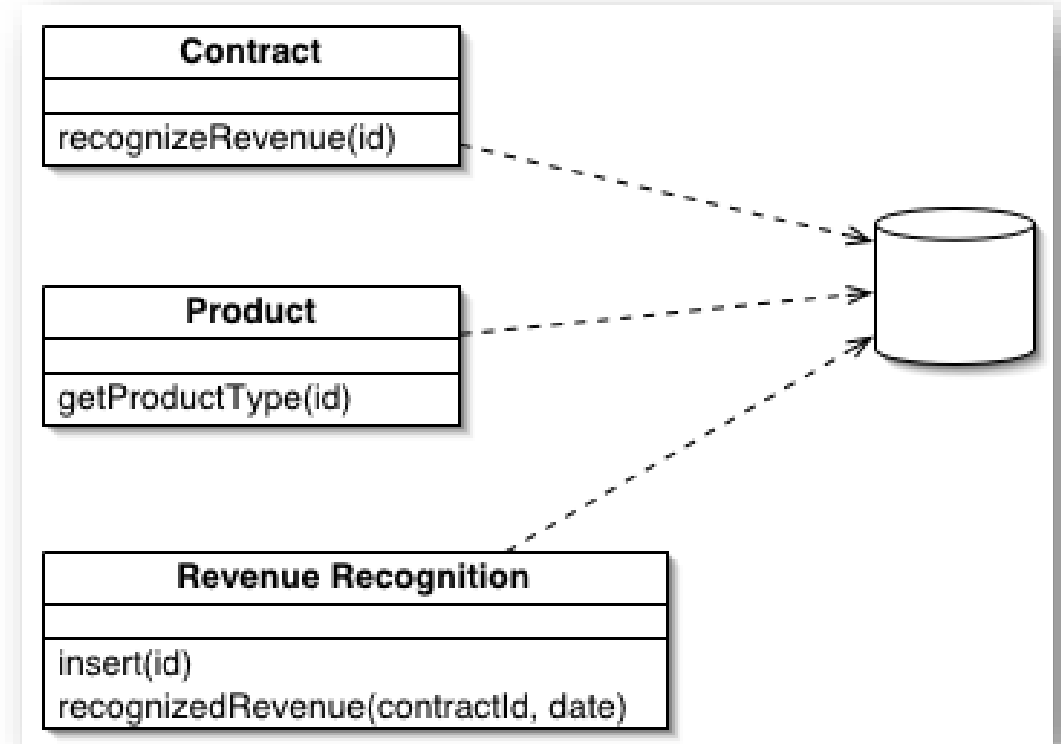 Contract
recognizeRevenue(id)
Product
getProductType(id)
Revenue Recognition
insert(id)
recognizedRevenue(contractId, date)